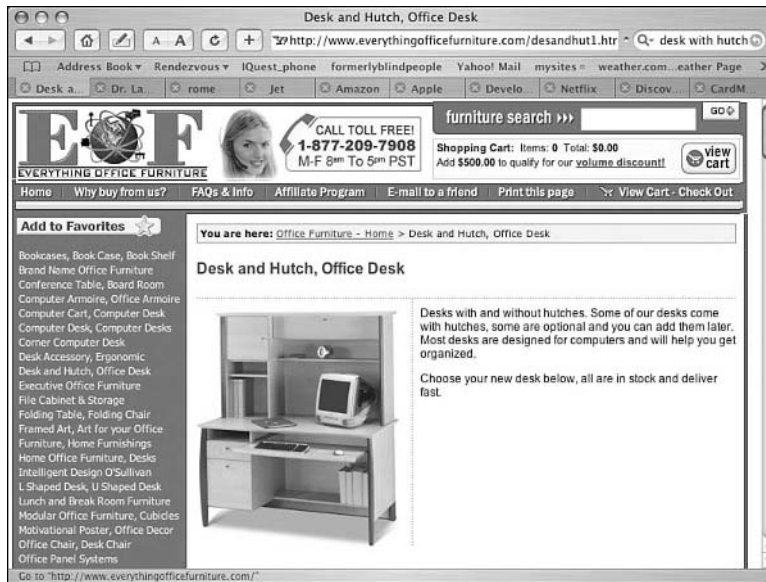 Desk and Hutch, Office Desk
A A
http://www.everythingofficefurniture.com/desandhut1.htr
desk with hutch
Address Book Rendezvous IQuest_phone formerlyblindpeople Yahoo! Mail mysites weather.com...eather Page
Desk a... Dr. La... rome Jet Amazon Apple Develo... Netflix Discov... CardM...
EOF
EVERYTHING OFFICE FURNITURE
CALL TOLL FREE!
1-877-209-7908
M-F 8am To 5pm PST
furniture search ›››
GO
Shopping Cart: Items: 0 Total: $0.00
Add $500.00 to qualify for our volume discount!
view cart
Home Why buy from us? FAQs & Info Affiliate Program E-mail to a friend Print this page View Cart - Check Out
Add to Favorites
You are here: Office Furniture - Home > Desk and Hutch, Office Desk
Bookcases, Book Case, Book Shelf
Brand Name Office Furniture
Conference Table, Board Room
Computer Armoire, Office Armoire
Computer Cart, Computer Desk
Computer Desk, Computer Desks
Corner Computer Desk
Desk Accessory, Ergonomic
Desk and Hutch, Office Desk
Executive Office Furniture
File Cabinet & Storage
Folding Table, Folding Chair
Framed Art, Art for your Office
Furniture, Home Furnishings
Home Office Furniture, Desks
Intelligent Design O'Sullivan
L Shaped Desk, U Shaped Desk
Lunch and Break Room Furniture
Modular Office Furniture, Cubicles
Motivational Poster, Office Decor
Office Chair, Desk Chair
Office Panel Systems
Desk and Hutch, Office Desk
Desks with and without hutches. Some of our desks come
with hutches, some are optional and you can add them later.
Most desks are designed for computers and will help you get
organized.
Choose your new desk below, all are in stock and deliver
fast.
Go to "http://www.everythingofficefurniture.com/"